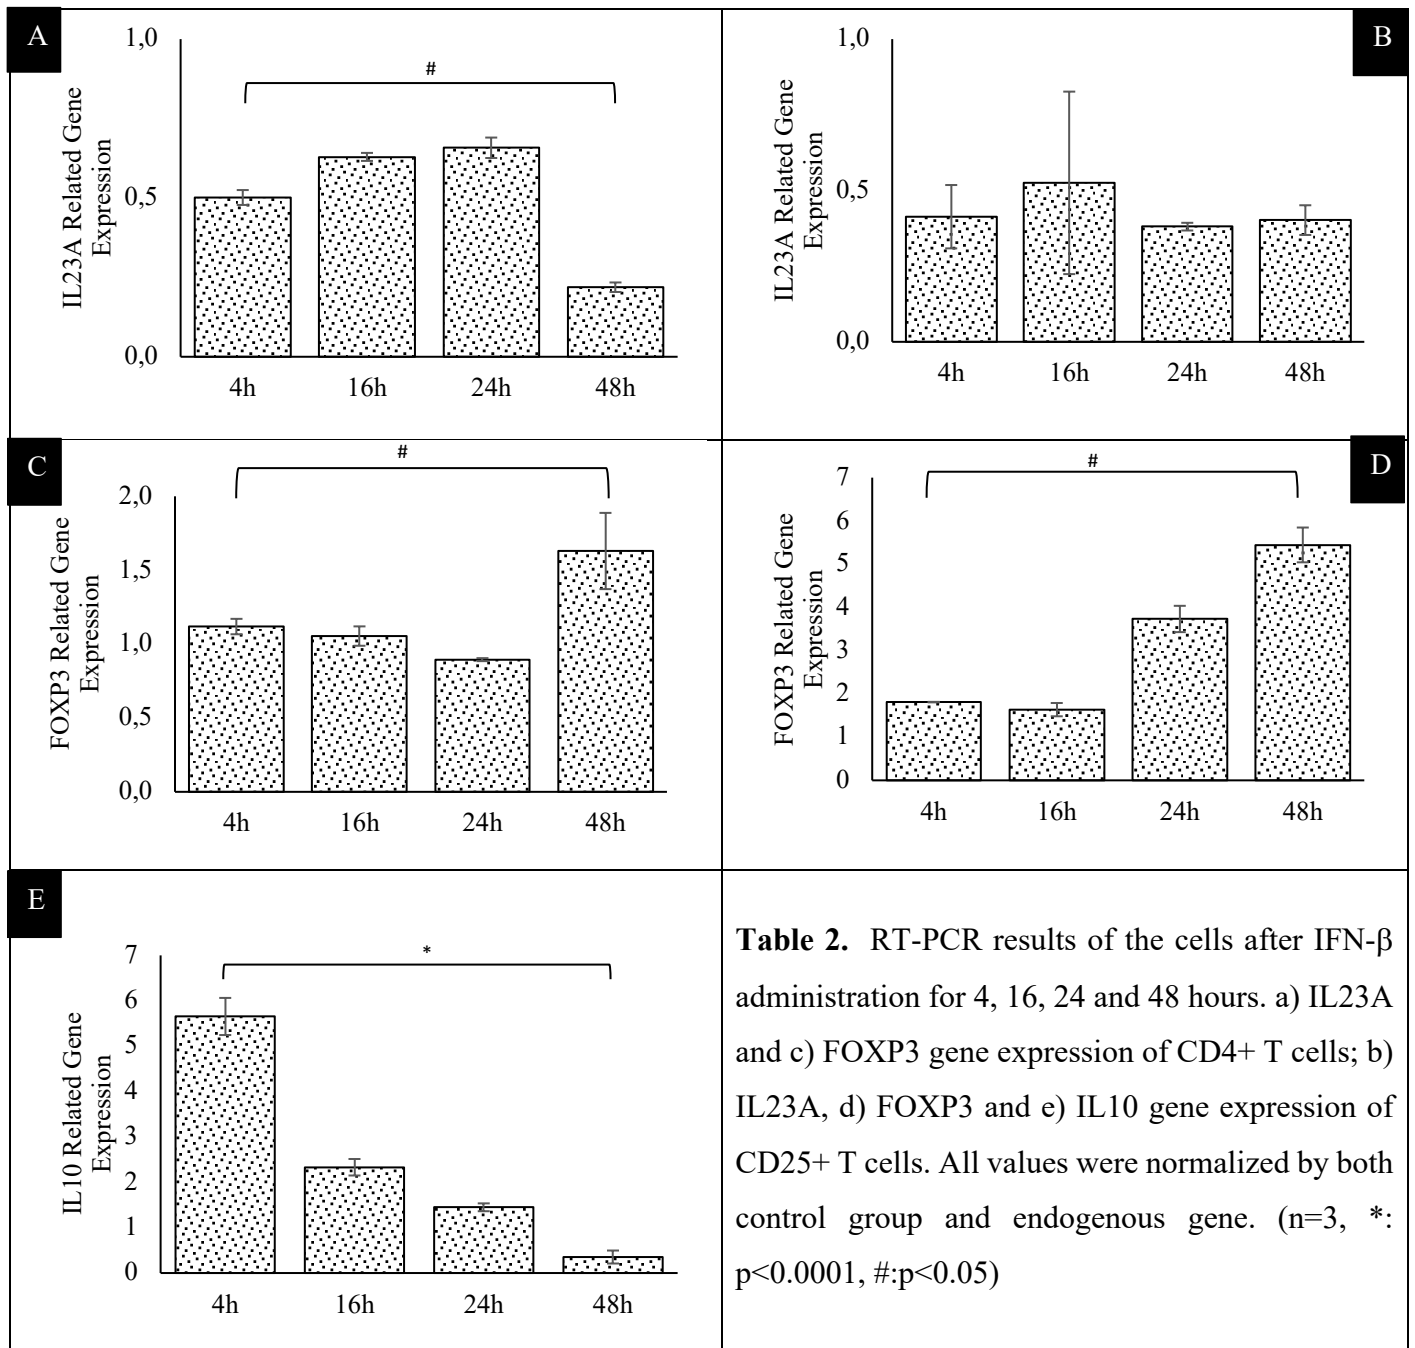 A
IL23A Related Gene
Expression
1,0
0,5
0,0
#
4h 16h 24h 48h
B
IL23A Related Gene
Expression
1,0
0,5
0,0
4h 16h 24h 48h
C
FOXP3 Related Gene
Expression
2,0
1,5
1,0
0,5
0,0
#
4h 16h 24h 48h
D
FOXP3 Related Gene
Expression
7
6
5
4
3
2
1
0
#
4h 16h 24h 48h
E
IL10 Related Gene
Expression
7
6
5
4
3
2
1
0
*
4h 16h 24h 48h
Table 2. RT-PCR results of the cells after IFN-β
administration for 4, 16, 24 and 48 hours. a) IL23A
and c) FOXP3 gene expression of CD4+ T cells; b)
IL23A, d) FOXP3 and e) IL10 gene expression of
CD25+ T cells. All values were normalized by both
control group and endogenous gene. (n=3, *:
p<0.0001, #:p<0.05)